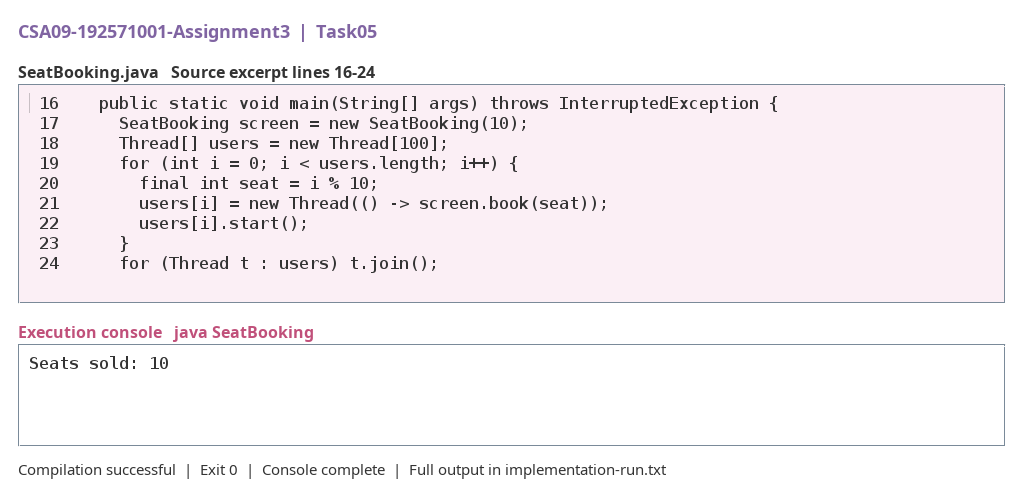 CSA09-192571001-Assignment3 | Task05
SeatBooking.java Source excerpt lines 16-24
16 public static void main(String[] args) throws InterruptedException {
17 SeatBooking screen = new SeatBooking(10);
18 Thread[] users = new Thread[100];
19 for (int i = 0; i < users.length; i++) {
20 final int seat = i % 10;
21 users[i] = new Thread(() -> screen.book(seat));
22 users[i].start();
23 }
24 for (Thread t : users) t.join();
Execution console java SeatBooking
Seats sold: 10
Compilation successful | Exit 0 | Console complete | Full output in implementation-run.txt